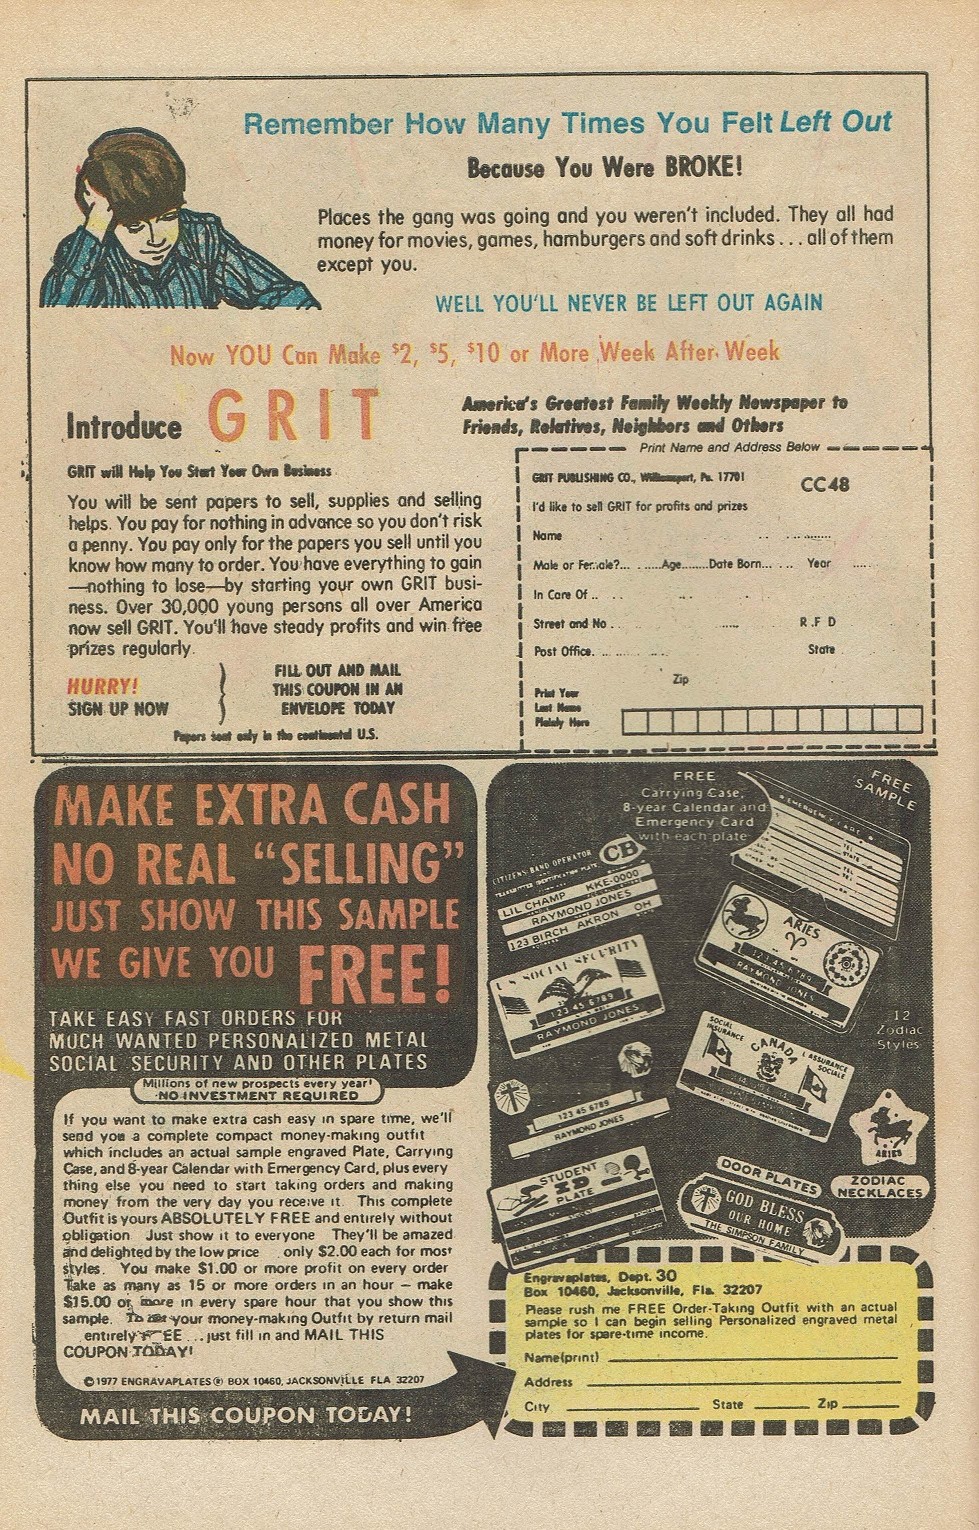 Remember How Many Times You Felt Left Out
Because You Were BROKE!
Places the gang was going and you weren't included. They all had
money for movies, games, hamburgers and soft drinks . . . all of them
except you.
WELL YOU'LL NEVER BE LEFT OUT AGAIN
Now YOU Can Make $2, $5, $10 or More Week After Week
Introduce GRIT
America's Greatest Family Weekly Newspaper to
Friends, Relatives, Neighbors and Others
GRIT will Help You Start Your Own Business
You will be sent papers to sell, supplies and selling
helps. You pay for nothing in advance so you don't risk
a penny. You pay only for the papers you sell until you
know how many to order. You have everything to gain
—nothing to lose—by starting your own GRIT busi-
ness. Over 30,000 young persons all over America
now sell GRIT. You'll have steady profits and win free
prizes regularly.
HURRY!
SIGN UP NOW
FILL OUT AND MAIL
THIS COUPON IN AN
ENVELOPE TODAY
Papers sent only in the continental U.S.
Print Name and Address Below
GRIT PUBLISHING CO., Williamsport, Pa. 17701
CC48
I'd like to sell GRIT for profits and prizes
Name
Male or Female?... ......Age.......Date Born... ... Year .....
In Care Of ..
Street and No . . R.F D
Post Office. State
Zip
Print Your
Last Name
Plainly Here
MAKE EXTRA CASH
NO REAL "SELLING"
JUST SHOW THIS SAMPLE
WE GIVE YOU FREE!
TAKE EASY FAST ORDERS FOR
MUCH WANTED PERSONALIZED METAL
SOCIAL SECURITY AND OTHER PLATES
Millions of new prospects every year!
NO INVESTMENT REQUIRED
If you want to make extra cash easy in spare time, we'll
send you a complete compact money-making outfit
which includes an actual sample engraved Plate, Carrying
Case, and 8-year Calendar with Emergency Card, plus every
thing else you need to start taking orders and making
money from the very day you receive it. This complete
Outfit is yours ABSOLUTELY FREE and entirely without
obligation Just show it to everyone They'll be amazed
and delighted by the low price . only $2.00 each for most
styles. You make $1.00 or more profit on every order
Take as many as 15 or more orders in an hour — make
$15.00 or more in every spare hour that you show this
sample. To get your money-making Outfit by return mail
entirely FREE ... just fill in and MAIL THIS
COUPON TODAY!
©1977 ENGRAVAPLATES® BOX 10460, JACKSONVILLE FLA 32207
MAIL THIS COUPON TODAY!
FREE
Carrying Case,
8-year Calendar and
Emergency Card
with each plate
FREE
SAMPLE
EMERGENCY CARD
CITIZENS BAND OPERATOR
CB
LIL CHAMP KKE-0000
RAYMOND JONES
123 BIRCH AKRON OH
U S SOCIAL SECURITY
123 45 6789
RAYMOND JONES
ARIES
123 45 6789
RAYMOND JONES
12
Zodiac
Styles
SOCIAL
INSURANCE
CANADA
L ASSURANCE
SOCIALE
123 45 6789
RAYMOND JONES
STUDENT
ID
PLATE
ARIES
ZODIAC
NECKLACES
DOOR PLATES
GOD BLESS
OUR HOME
THE SIMPSON FAMILY
Engravaplates, Dept. 30
Box 10460, Jacksonville, Fla. 32207
Please rush me FREE Order-Taking Outfit with an actual
sample so I can begin selling Personalized engraved metal
plates for spare-time income.
Name(print)
Address
City State Zip